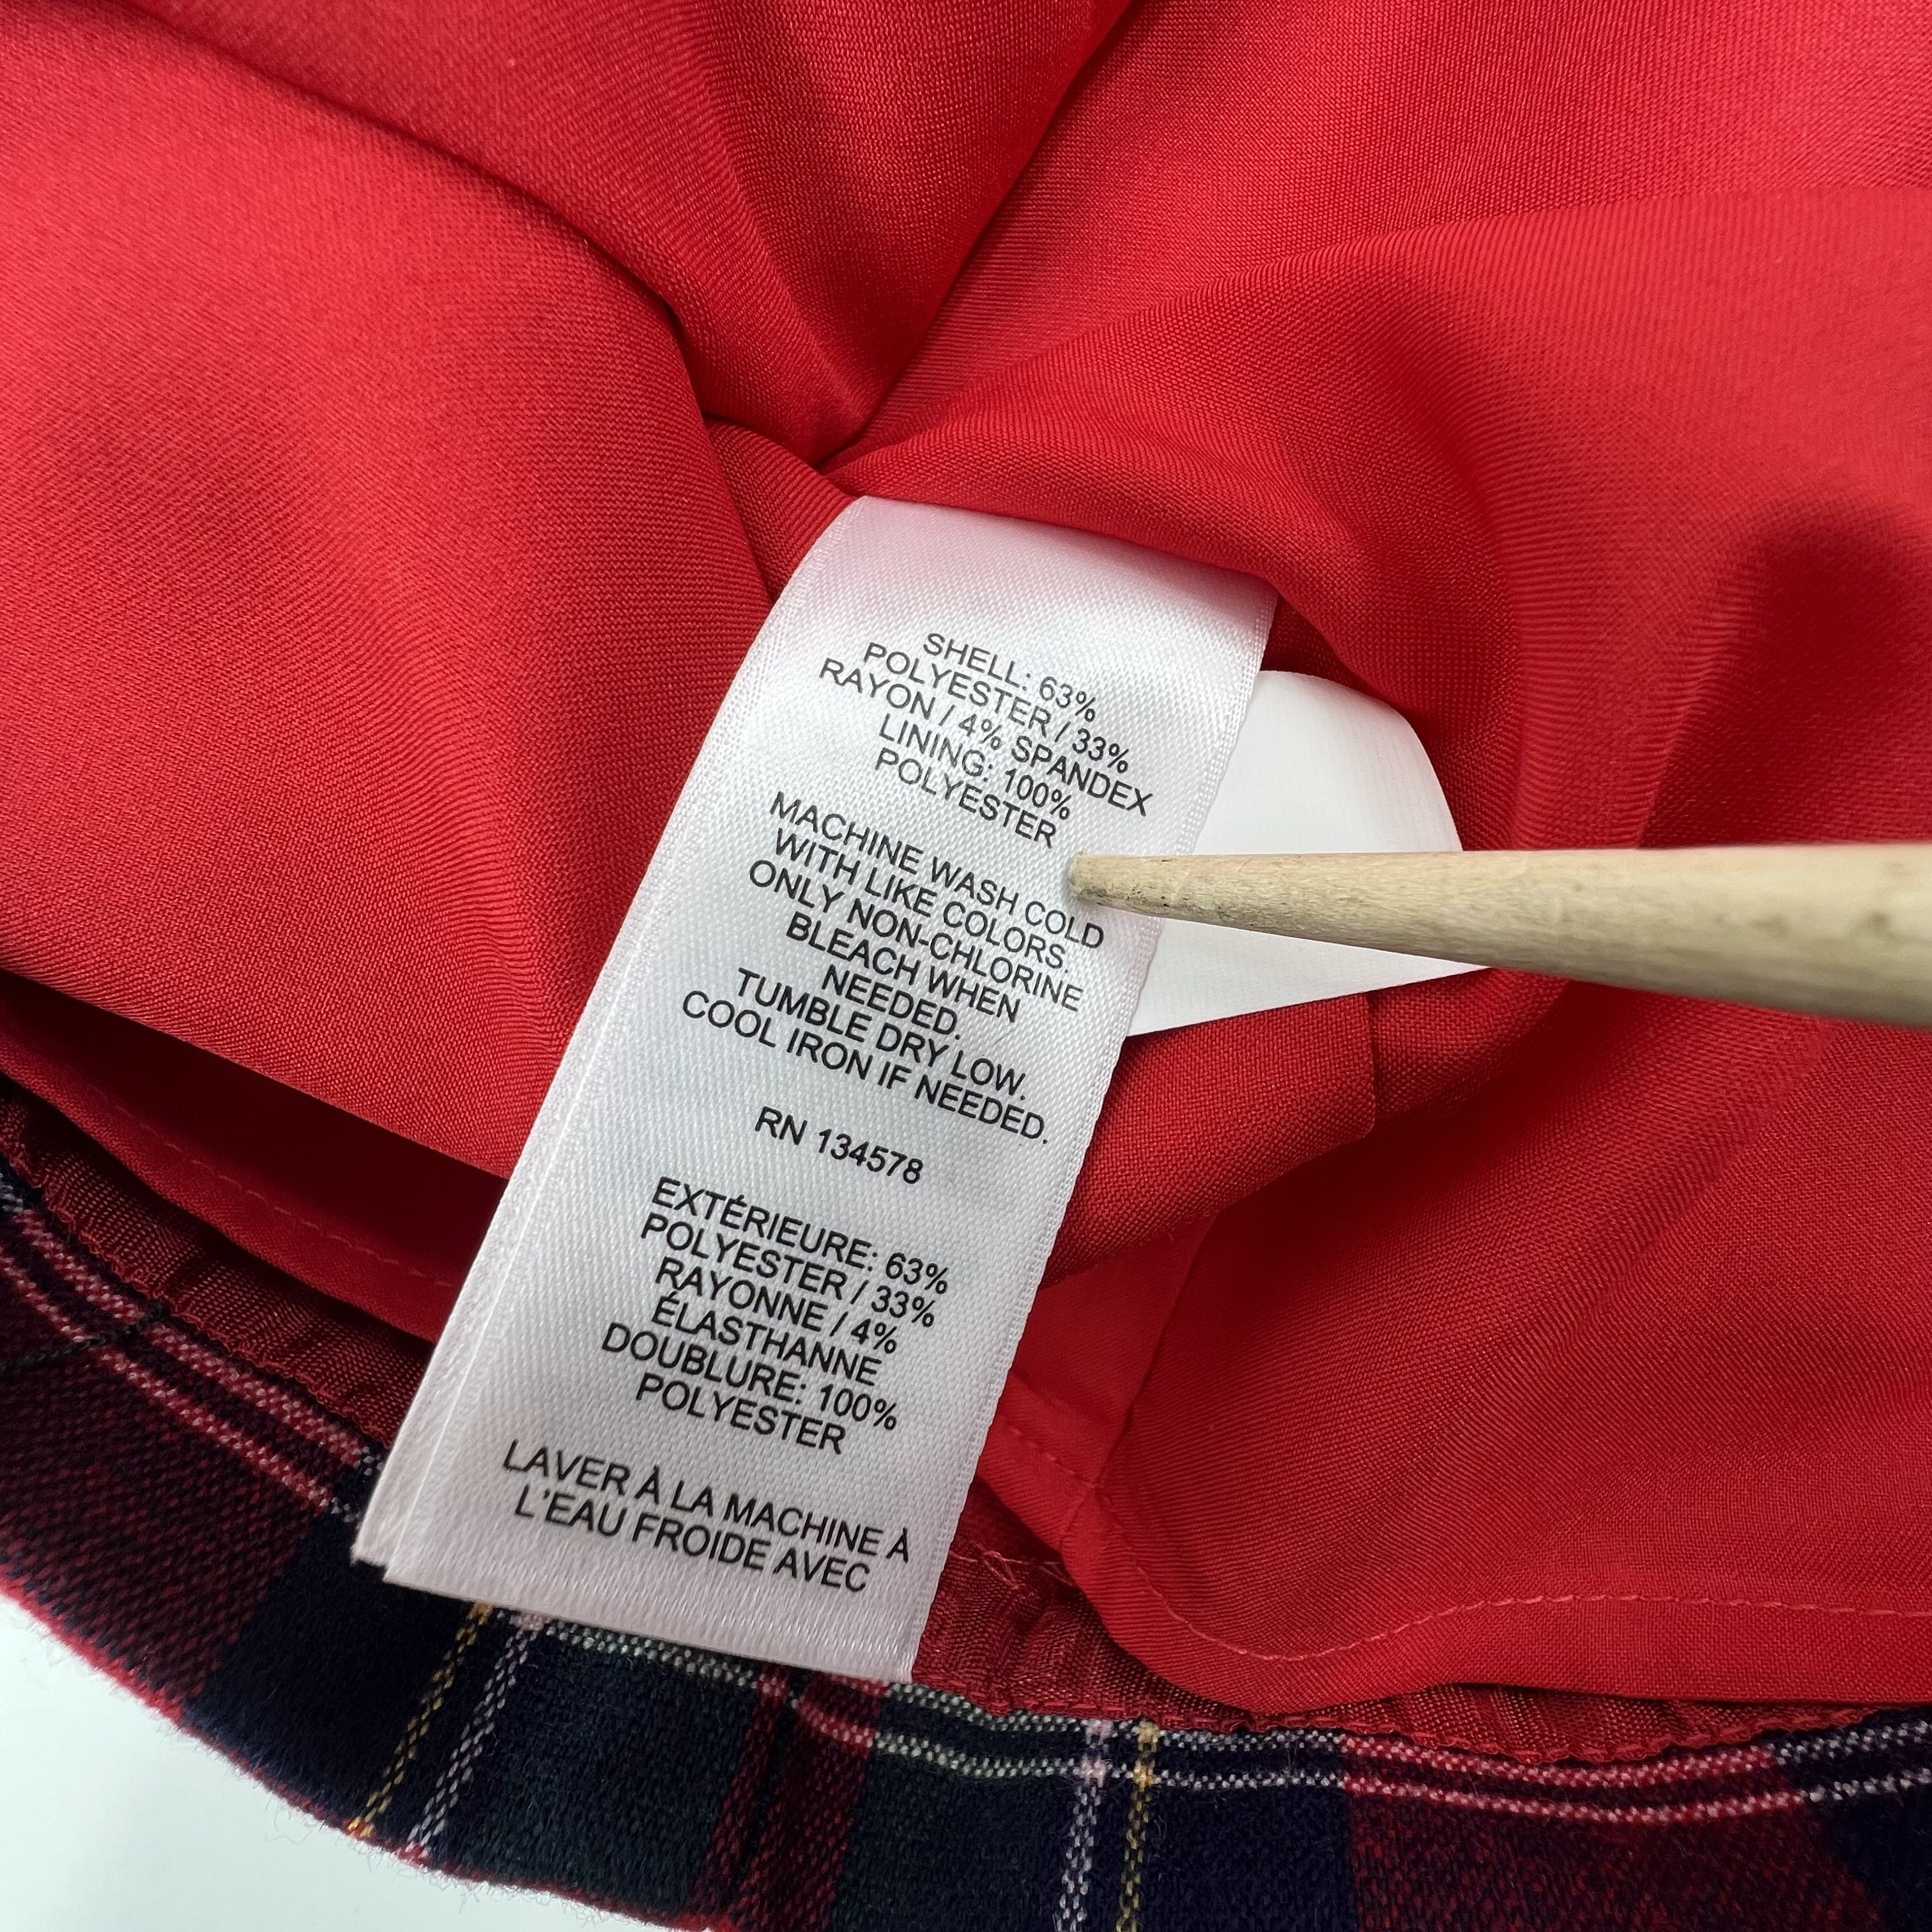 SHELL: 63%
POLYESTER / 33%
RAYON / 4% SPANDEX
LINING: 100%
POLYESTER
MACHINE WASH COLD
WITH LIKE COLORS.
ONLY NON-CHLORINE
BLEACH WHEN
NEEDED.
TUMBLE DRY LOW.
COOL IRON IF NEEDED.
RN 134578
EXTÉRIEURE: 63%
POLYESTER / 33%
RAYONNE / 4%
ÉLASTHANNE
DOUBLURE: 100%
POLYESTER
LAVER À LA MACHINE À
L'EAU FROIDE AVEC